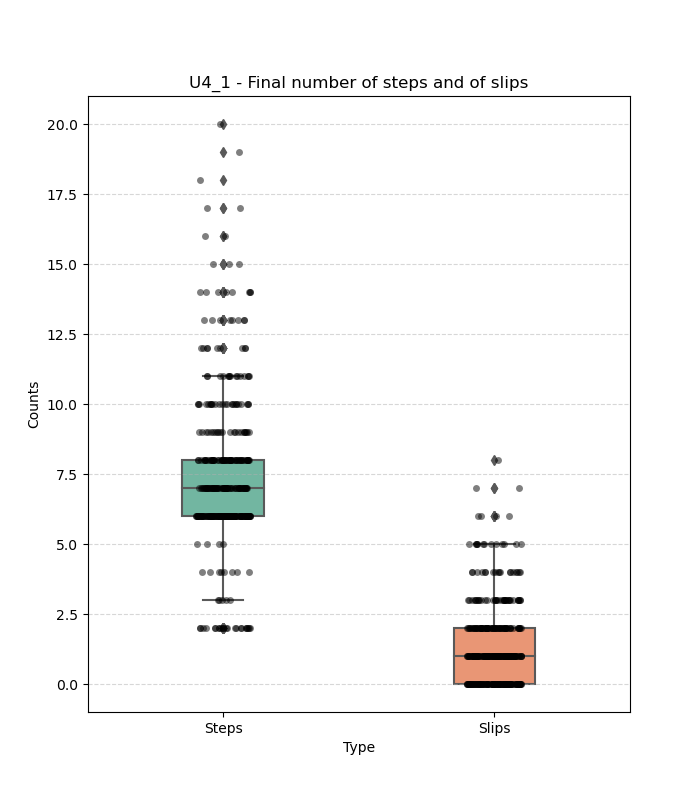 U4_1 - Final number of steps and of slips
20.0
17.5
15.0
12.5
10.0
7.5
5.0
2.5
0.0
Counts
Steps
Slips
Type